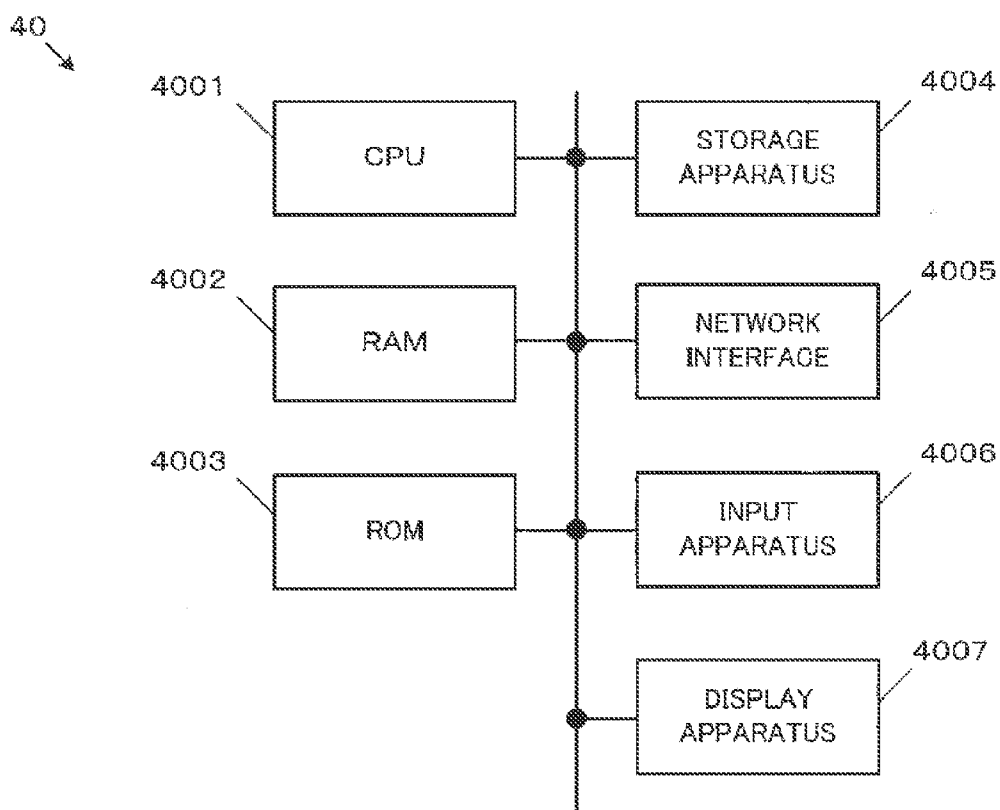 40
4001
CPU
4004
STORAGE
APPARATUS
4002
RAM
4005
NETWORK
INTERFACE
4003
ROM
4006
INPUT
APPARATUS
4007
DISPLAY
APPARATUS